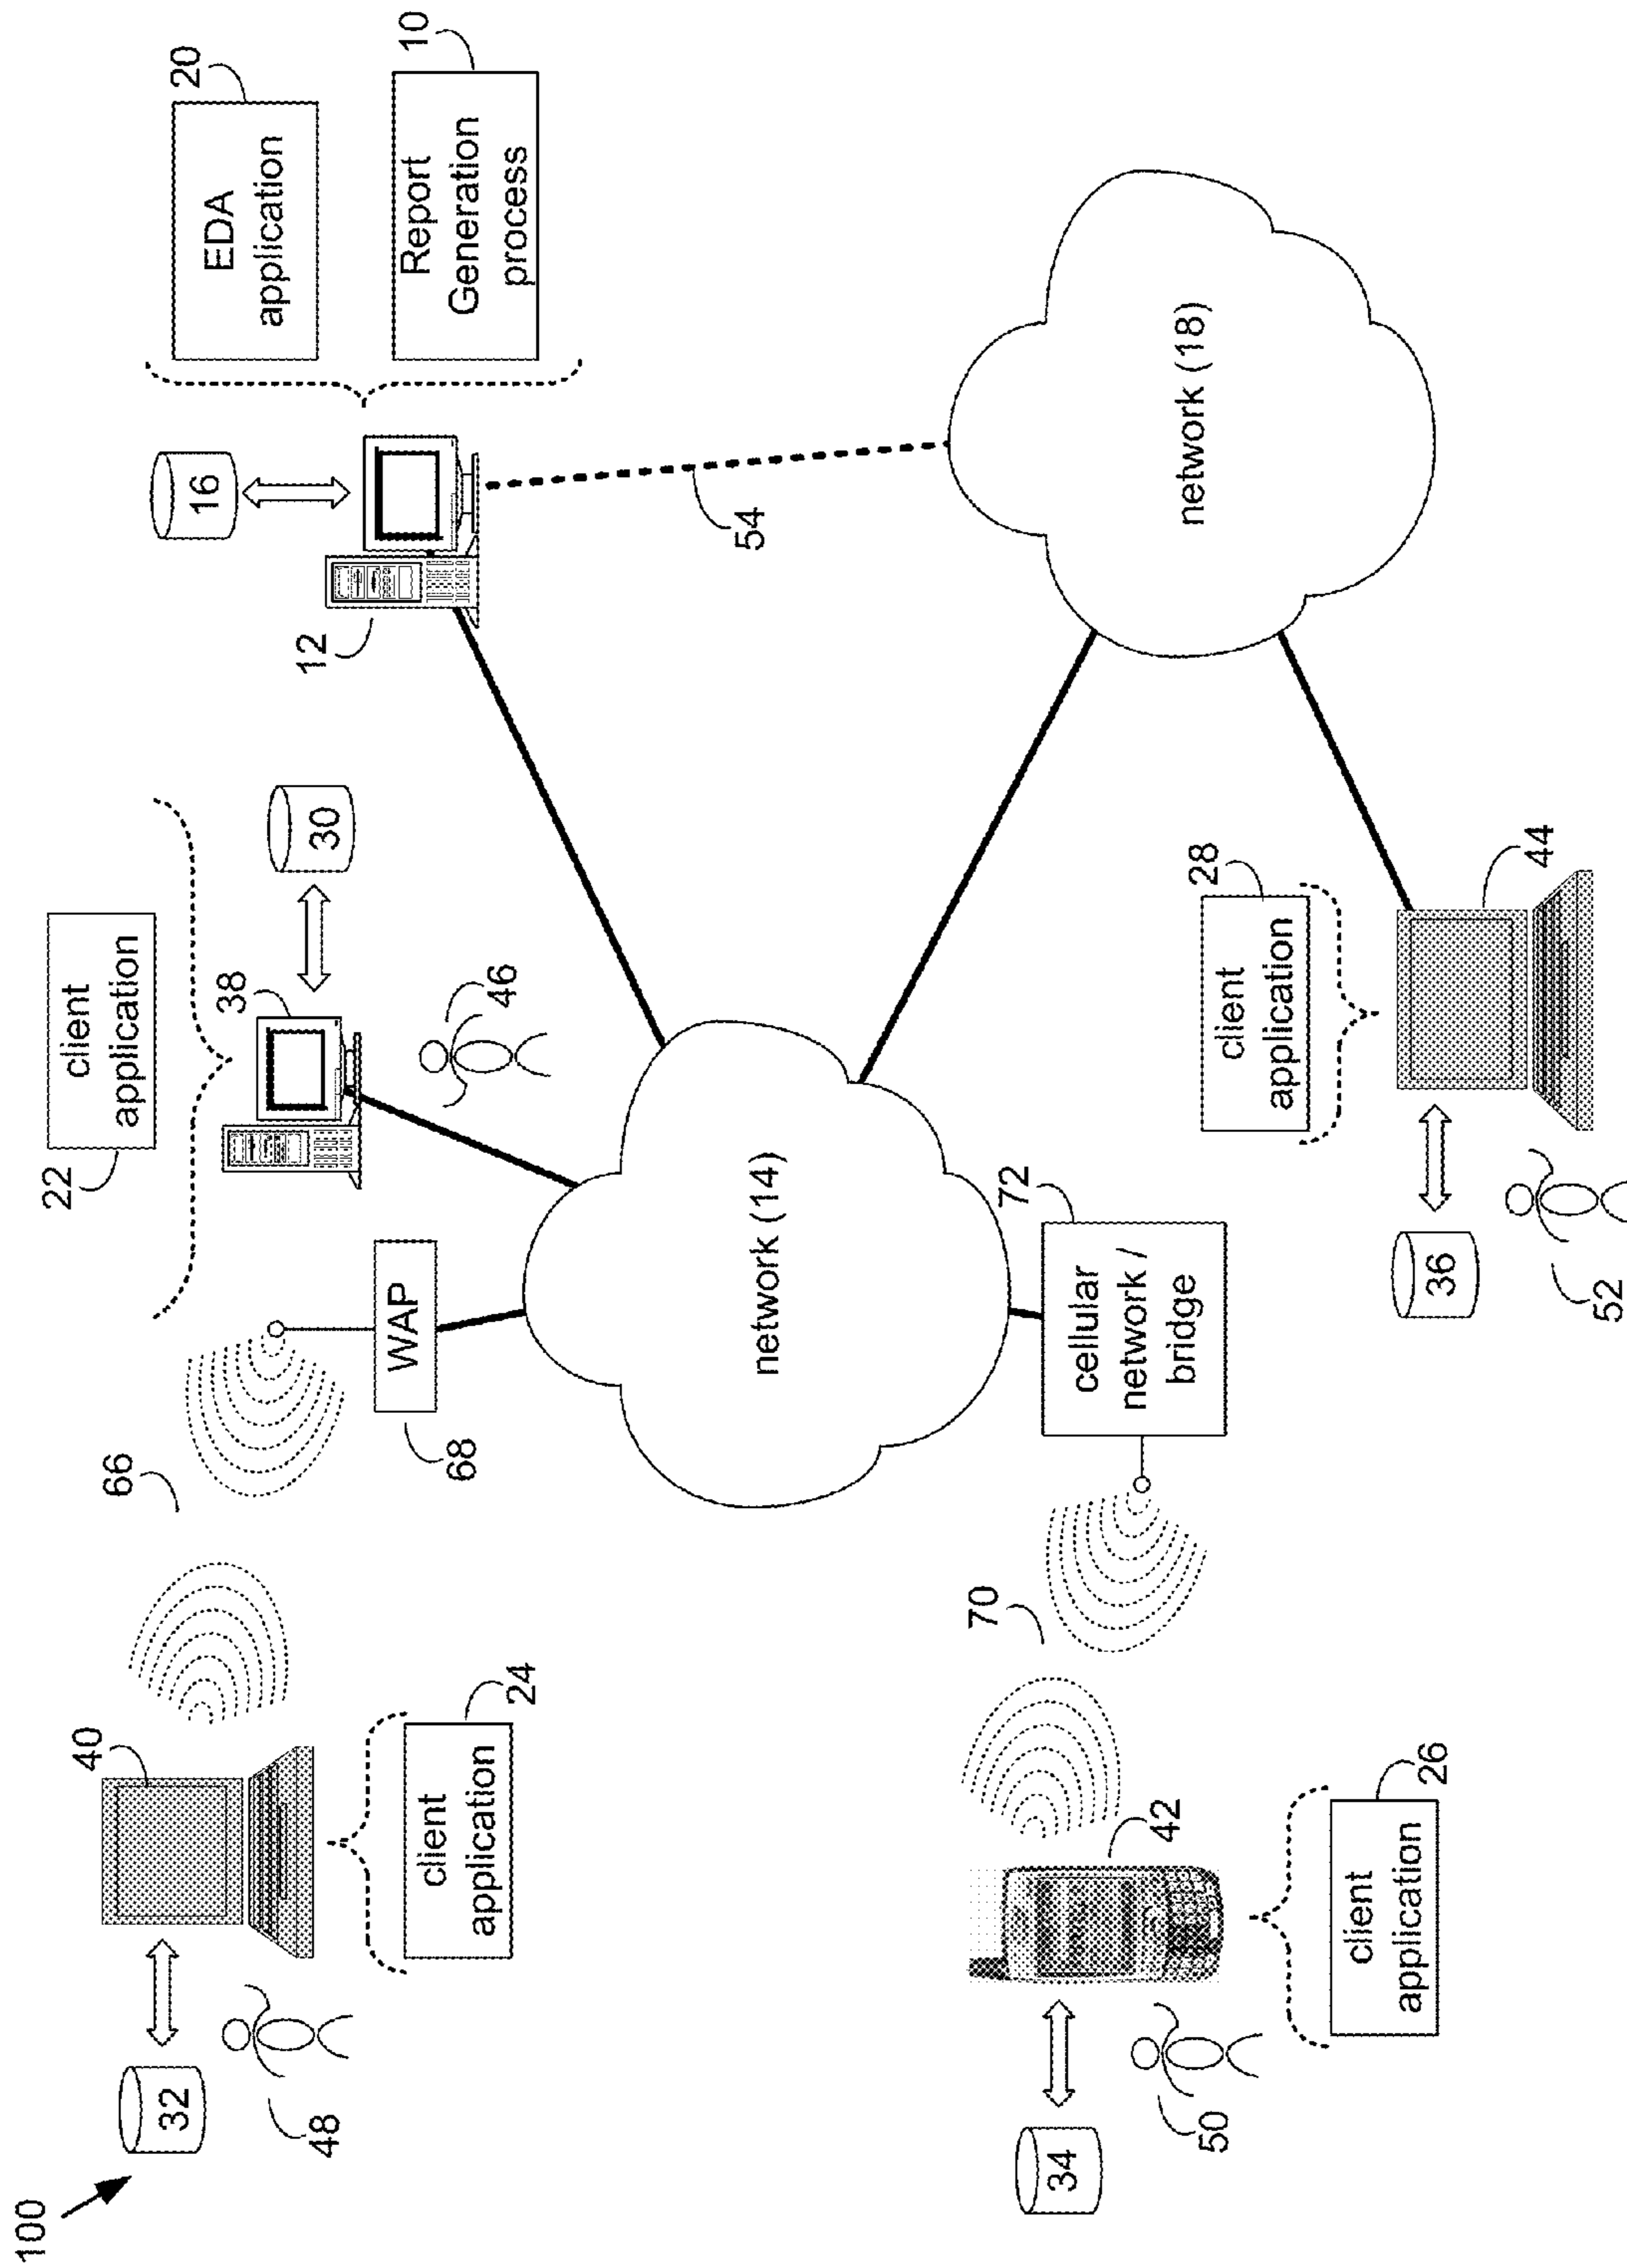 100
32
40
48
client
application
24
66
WAP
68
client
application
22
38
30
46
16
12
EDA
application
20
Report
Generation
process
10
54
network (14)
network (18)
34
42
50
client
application
26
70
cellular
network /
bridge
72
client
application
28
44
36
52